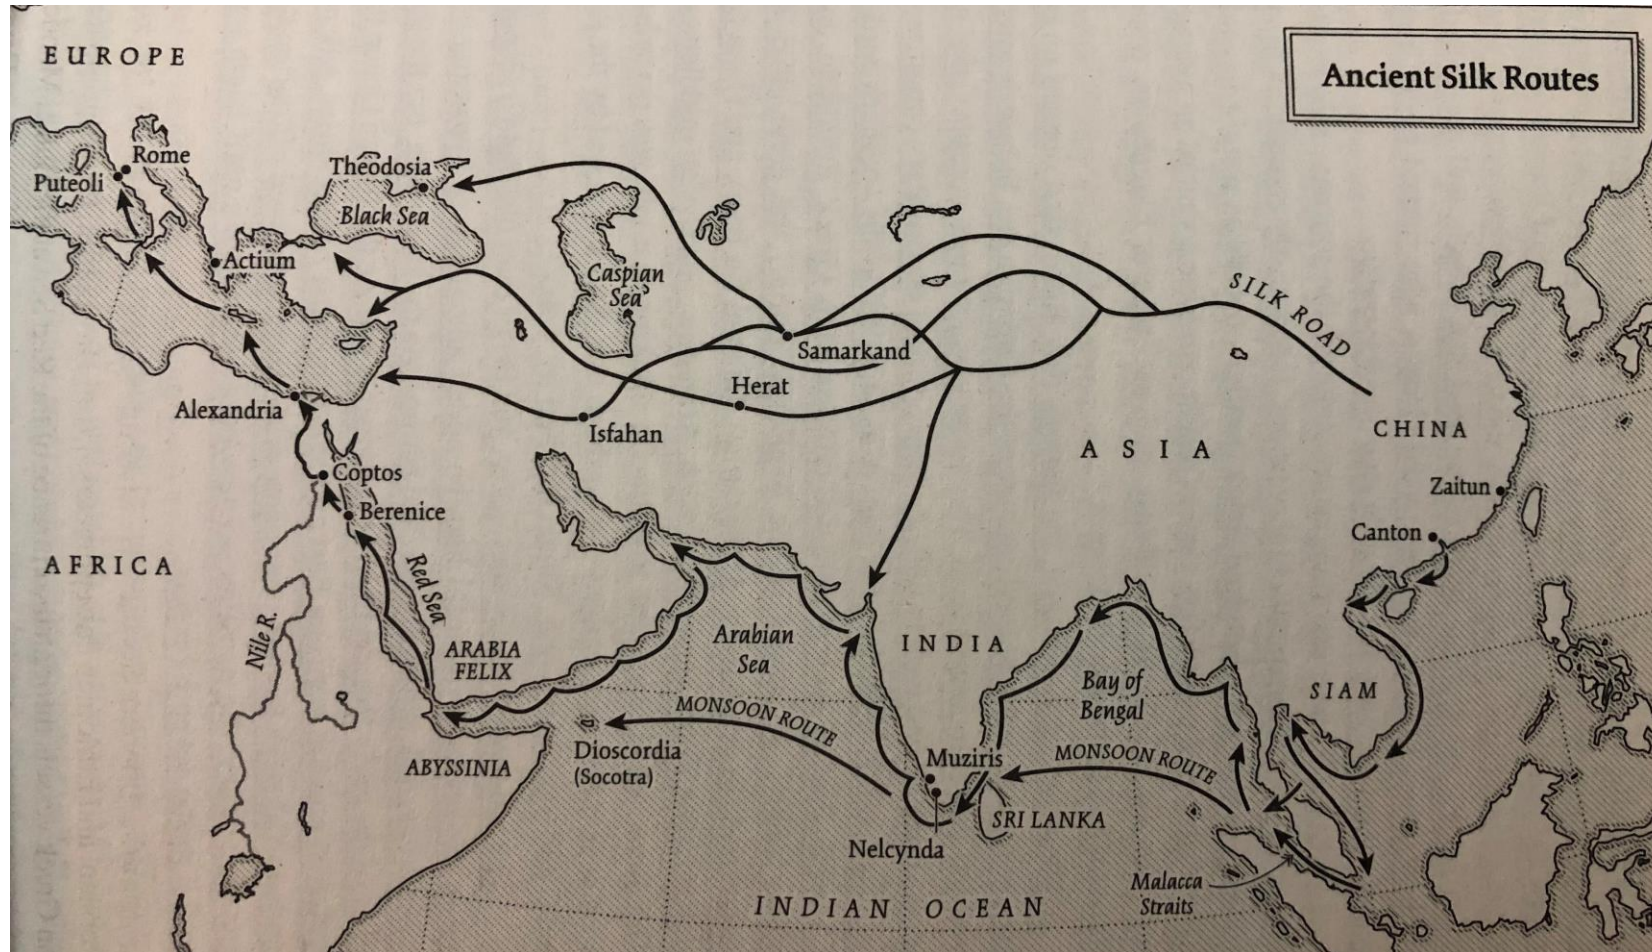 EUROPE
Ancient Silk Routes
Rome
Puteoli
Theodosia
Black Sea
Actium
Caspian
Sea
SILK ROAD
Samarkand
Herat
Alexandria
Isfahan
ASIA
CHINA
Coptos
Zaitun
Berenice
Canton
AFRICA
Red Sea
Nile R.
ARABIA
FELIX
Arabian
Sea
INDIA
Bay of
Bengal
SIAM
MONSOON ROUTE
Dioscordia
(Socotra)
ABYSSINIA
Muziris
MONSOON ROUTE
SRI LANKA
Nelcynda
Malacca
Straits
INDIAN OCEAN